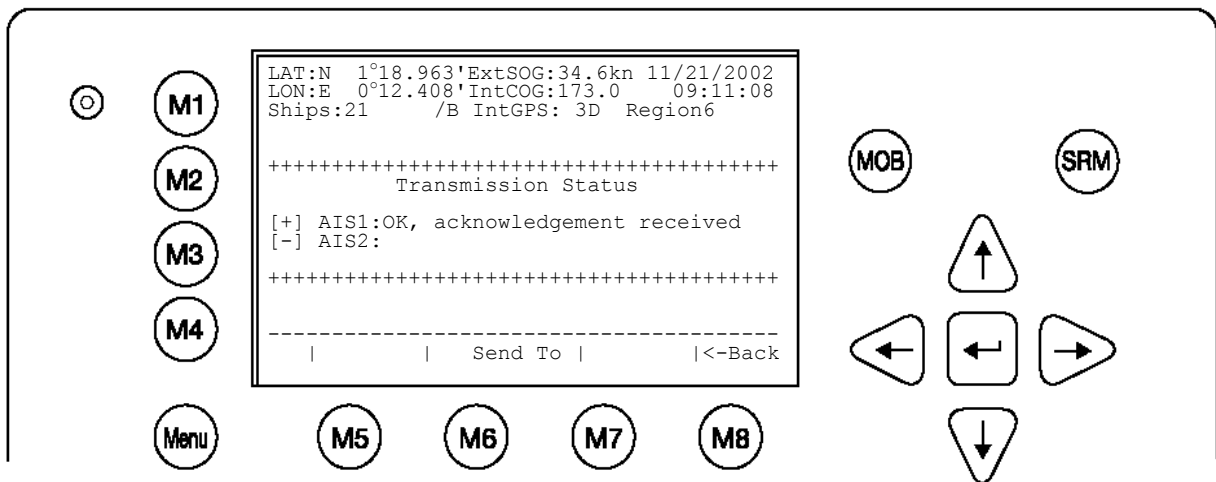 LAT:N 1°18.963'ExtSOG:34.6kn 11/21/2002
LON:E 0°12.408'IntCOG:173.0 09:11:08
Ships:21 /B IntGPS: 3D Region6
++++++++++++++++++++++++++++++++++++++++
Transmission Status
[+] AIS1:OK, acknowledgement received
[-] AIS2:
++++++++++++++++++++++++++++++++++++++++
----------------------------------------
| | Send To | |<-Back
M1
M2
M3
M4
Menu
M5
M6
M7
M8
MOB
SRM